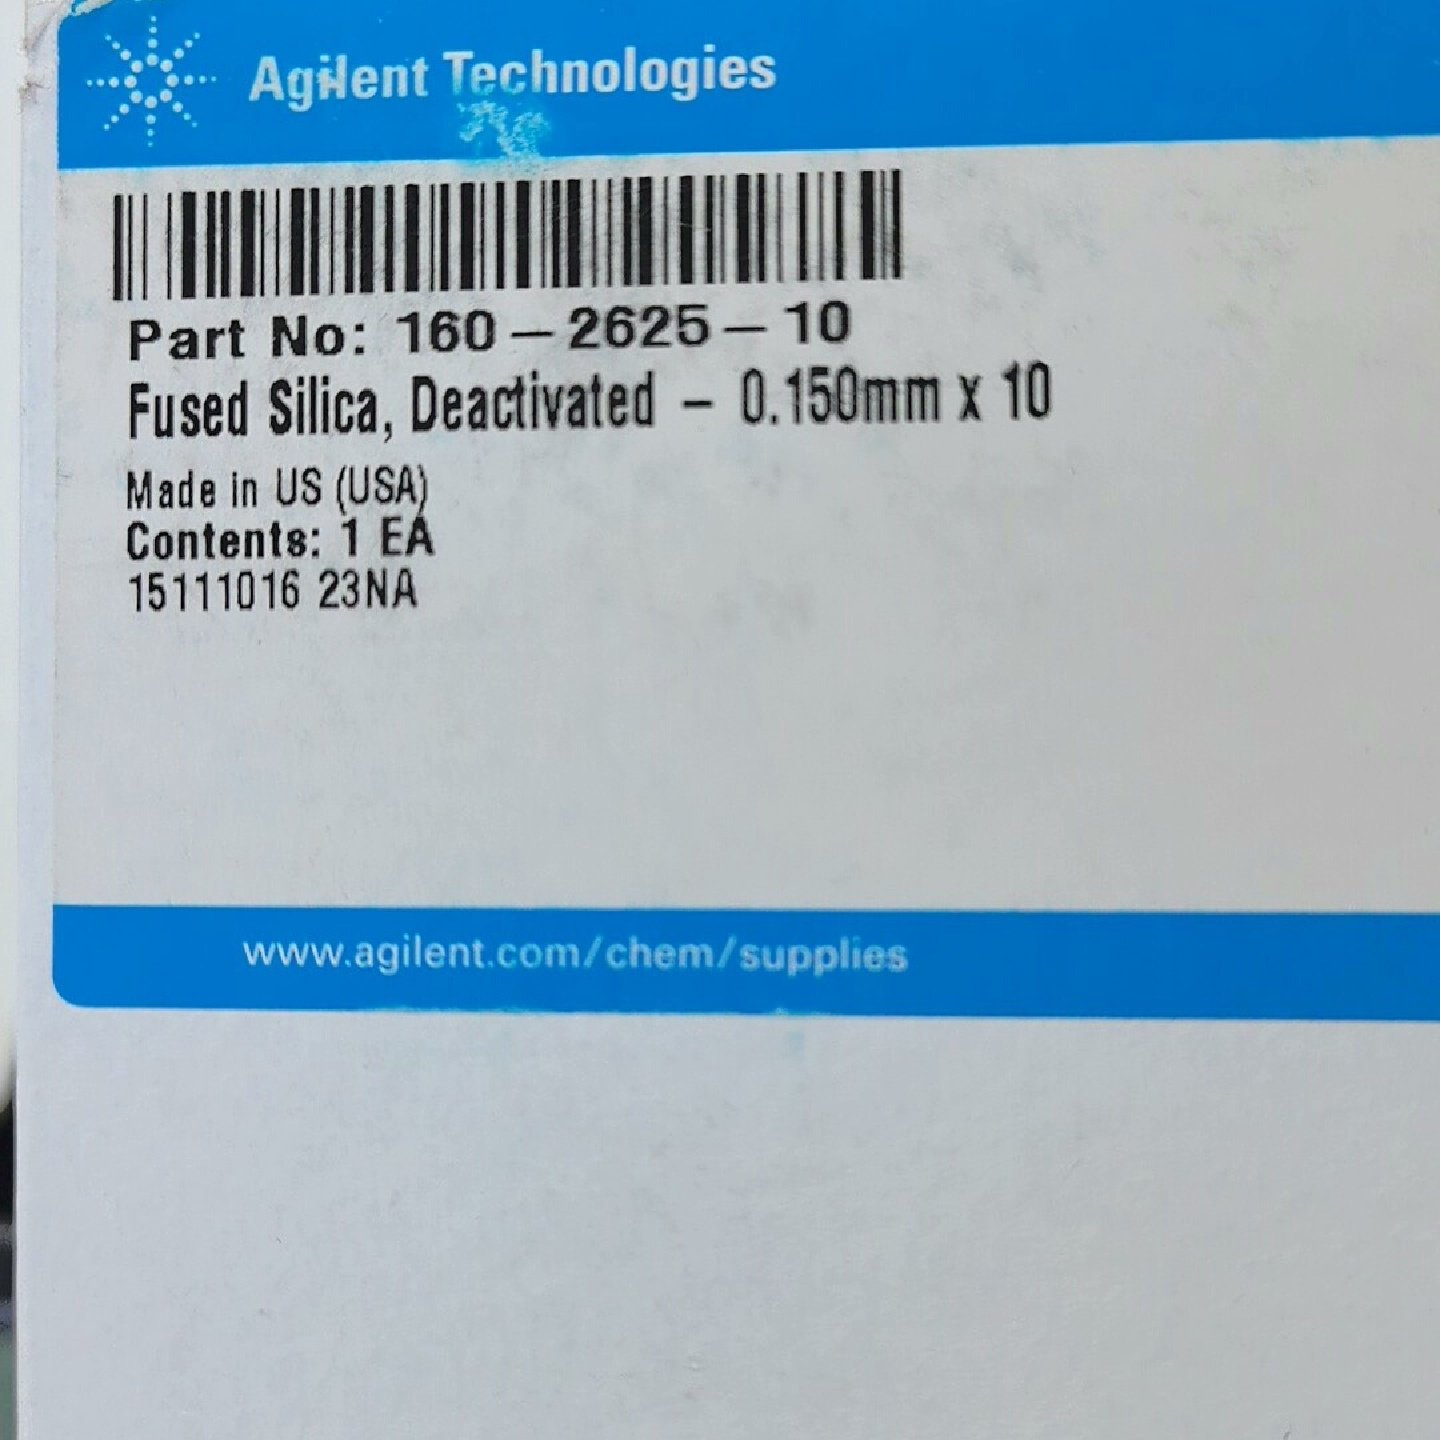 Agilent Technologies
Part No: 160-2625-10
Fused Silica, Deactivated - 0.150mm x 10
Made in US (USA)
Contents: 1 EA
15111016 23NA
www.agilent.com/chem/supplies